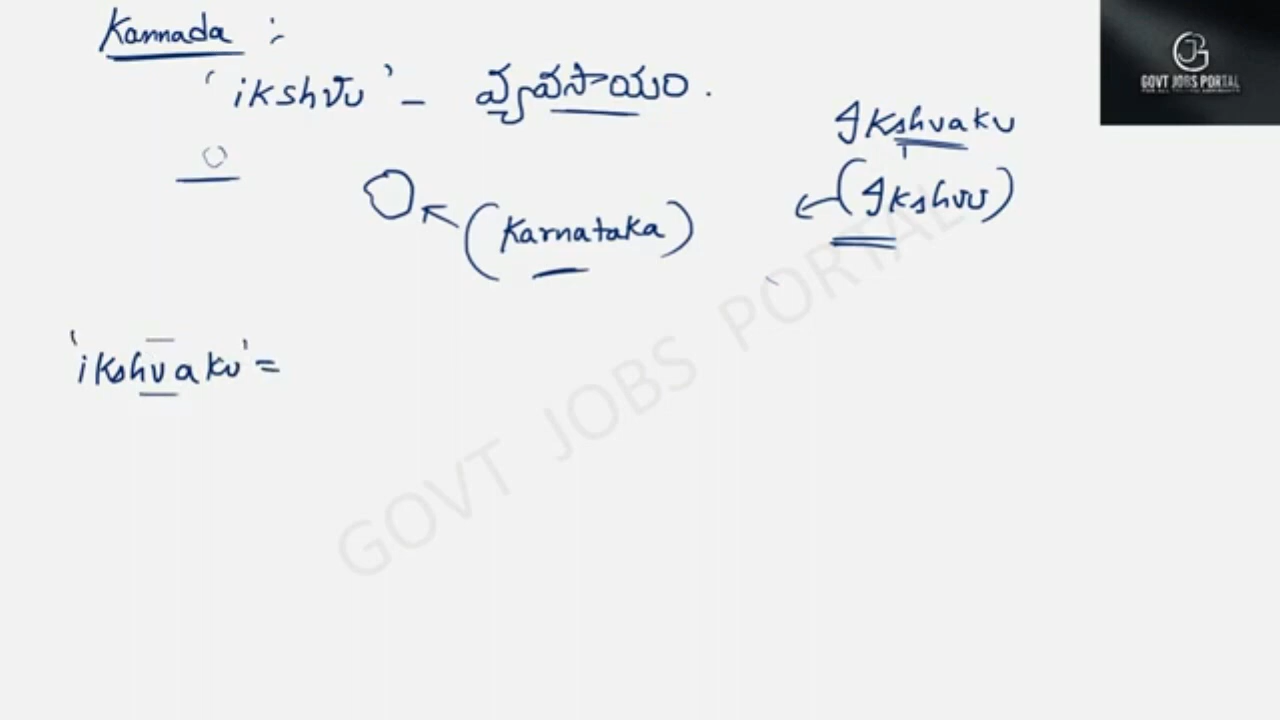 Kannada :-
'ikshvu' - వ్యవసాయం.
Ikshvaku
(Ikshvu)
(Karnataka)
'ikshvaku' =
GOVT JOBS PORTAL
GOVT JOBS PORTAL